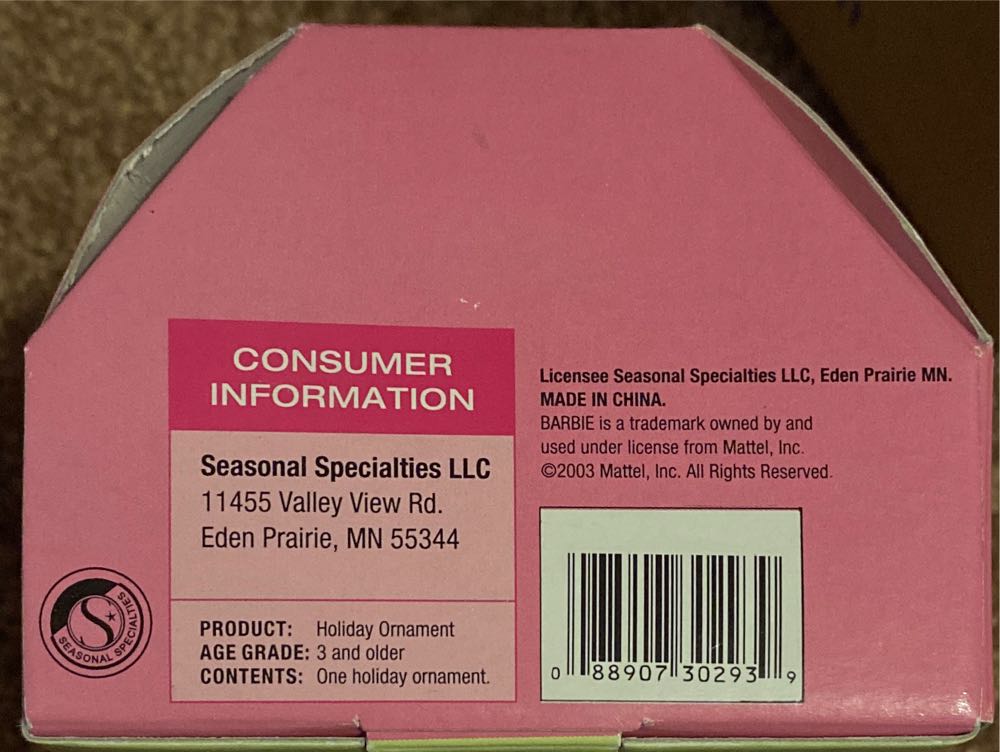 CONSUMER
INFORMATION
Seasonal Specialties LLC
11455 Valley View Rd.
Eden Prairie, MN 55344
PRODUCT: Holiday Ornament
AGE GRADE: 3 and older
CONTENTS: One holiday ornament.
Licensee Seasonal Specialties LLC, Eden Prairie MN.
MADE IN CHINA.
BARBIE is a trademark owned by and
used under license from Mattel, Inc.
©2003 Mattel, Inc. All Rights Reserved.
0 88907 30293 9
S
SEASONAL SPECIALTIES